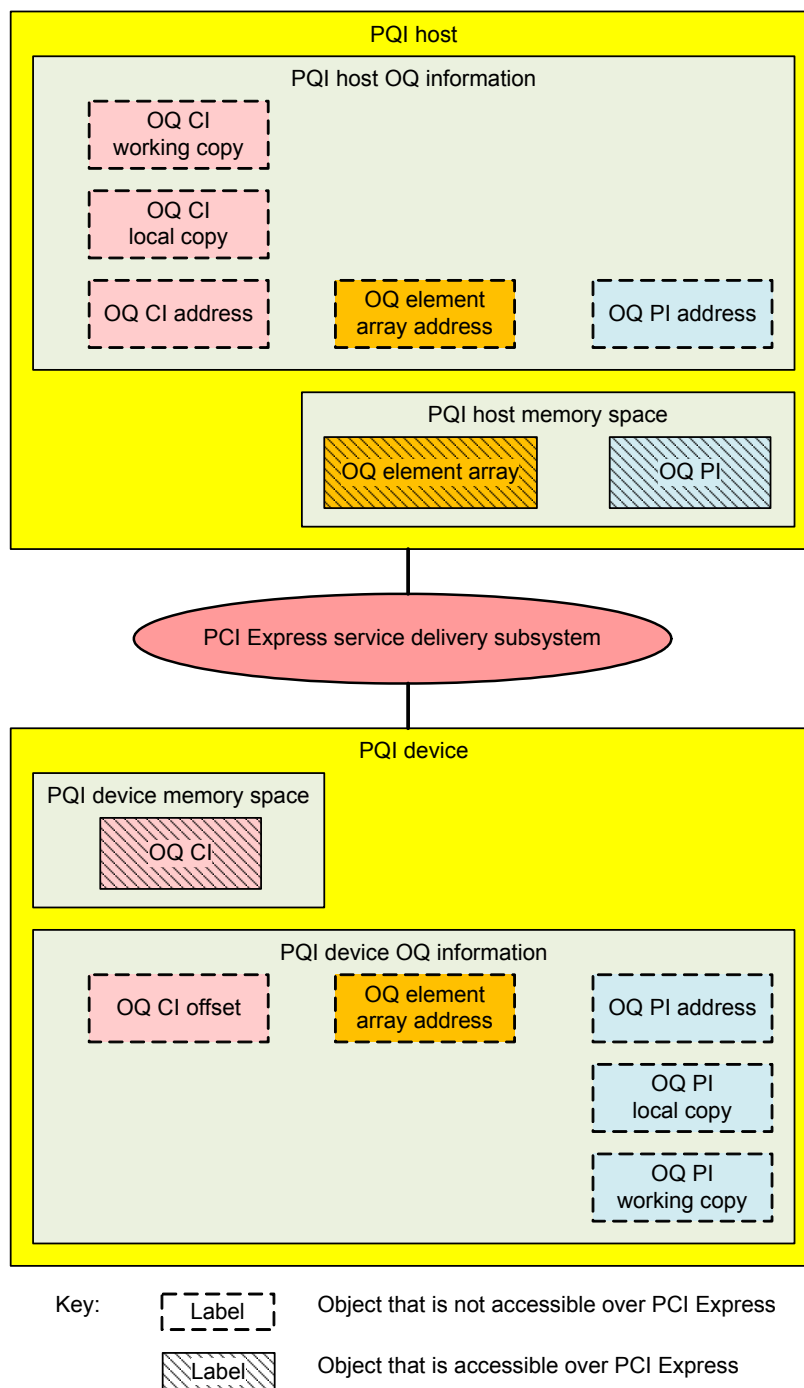 PQI host
PQI host OQ information
OQ CI
working copy
OQ CI
local copy
OQ CI address
OQ element
array address
OQ PI address
PQI host memory space
OQ element array
OQ PI
PCI Express service delivery subsystem
PQI device
PQI device memory space
OQ CI
PQI device OQ information
OQ CI offset
OQ element
array address
OQ PI address
OQ PI
local copy
OQ PI
working copy
Key:
Label
Object that is not accessible over PCI Express
Label
Object that is accessible over PCI Express